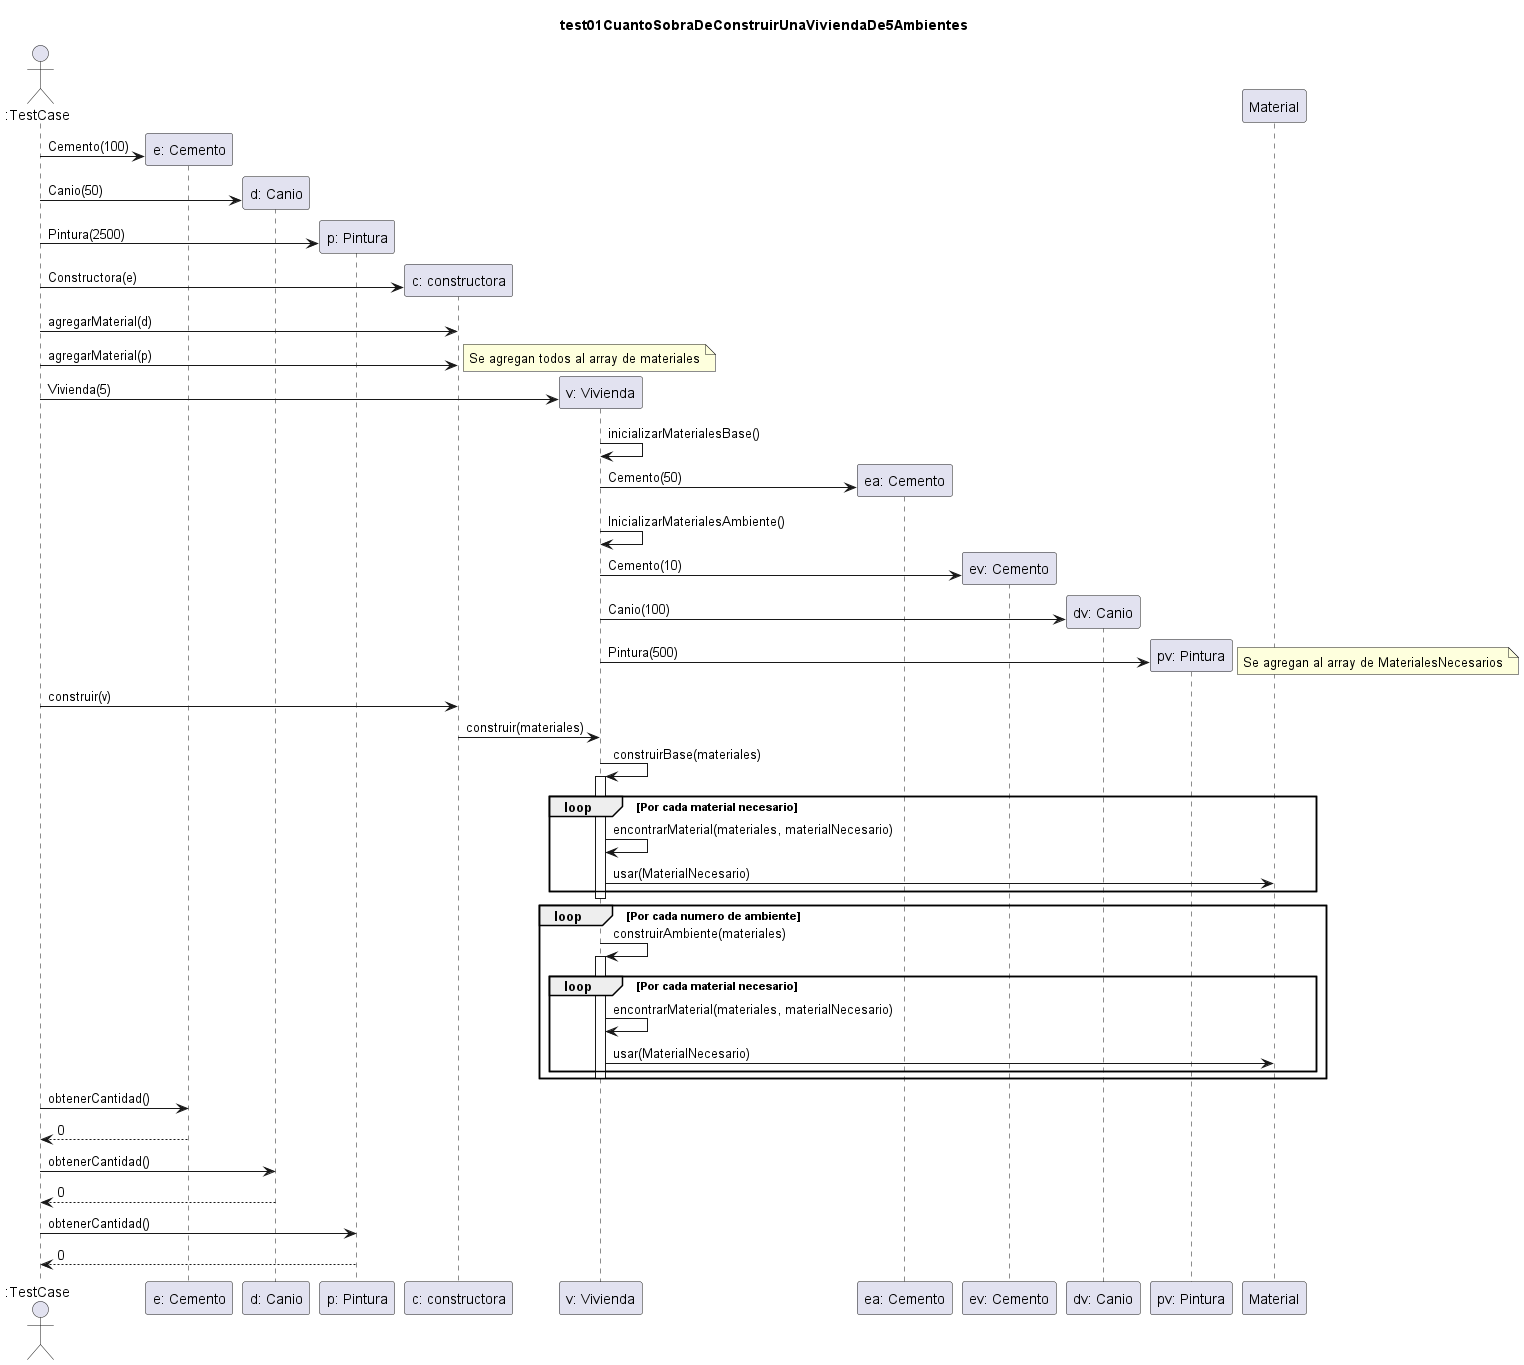 test01CuantoSobraDeConstruirUnaViviendaDe5Ambientes
:TestCase
Material
Cemento(100)
e: Cemento
Canio(50)
d: Canio
Pintura(2500)
p: Pintura
Constructora(e)
c: constructora
agregarMaterial(d)
agregarMaterial(p)
Se agregan todos al array de materiales
Vivienda(5)
v: Vivienda
inicializarMaterialesBase()
Cemento(50)
ea: Cemento
InicializarMaterialesAmbiente()
Cemento(10)
ev: Cemento
Canio(100)
dv: Canio
Pintura(500)
pv: Pintura
Se agregan al array de MaterialesNecesarios
construir(v)
construir(materiales)
construirBase(materiales)
loop [Por cada material necesario]
encontrarMaterial(materiales, materialNecesario)
usar(MaterialNecesario)
loop [Por cada numero de ambiente]
construirAmbiente(materiales)
loop [Por cada material necesario]
encontrarMaterial(materiales, materialNecesario)
usar(MaterialNecesario)
obtenerCantidad()
0
obtenerCantidad()
0
obtenerCantidad()
0
:TestCase
e: Cemento
d: Canio
p: Pintura
c: constructora
v: Vivienda
ea: Cemento
ev: Cemento
dv: Canio
pv: Pintura
Material